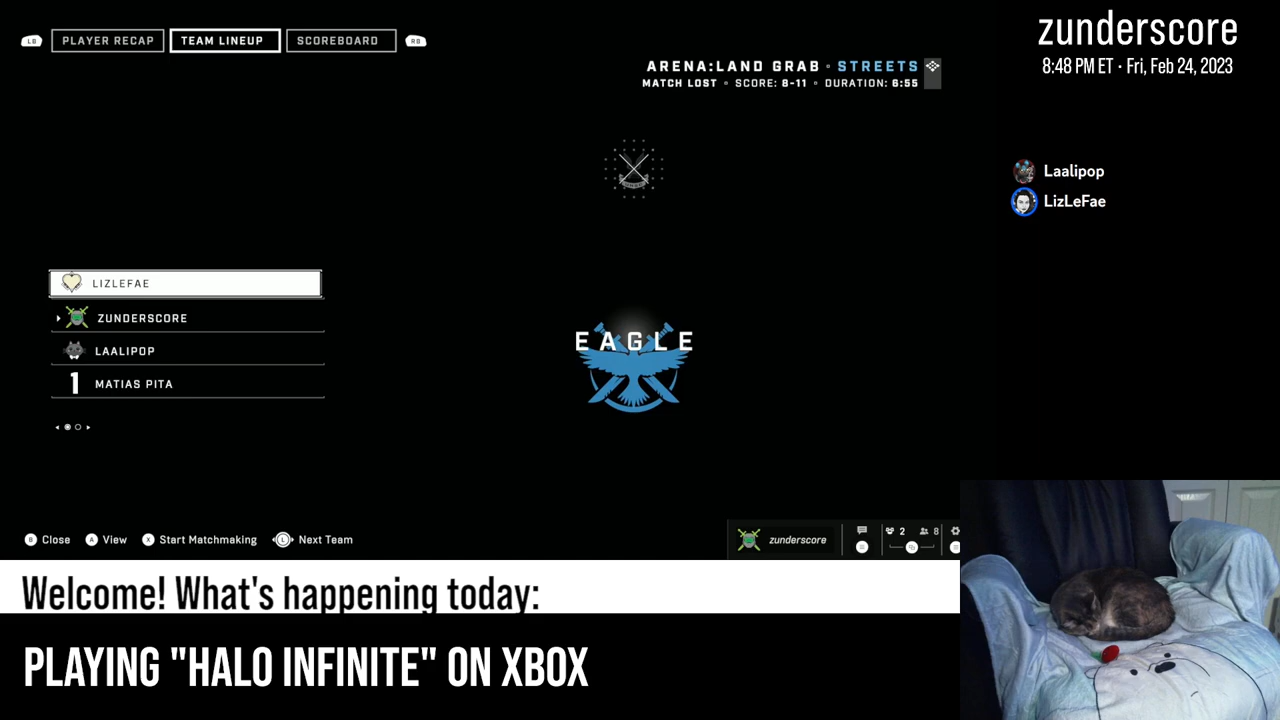 LB
PLAYER RECAP
TEAM LINEUP
SCOREBOARD
RB
zunderscore
8:48 PM ET · Fri, Feb 24, 2023
ARENA:LAND GRAB ◦ STREETS
MATCH LOST ◦ SCORE: 8-11 ◦ DURATION: 6:55
Laalipop
LizLeFae
LIZLEFAE
ZUNDERSCORE
LAALIPOP
1 MATIAS PITA
EAGLE
B Close
A View
X Start Matchmaking
L Next Team
zunderscore
2
8
Welcome! What's happening today:
PLAYING "HALO INFINITE" ON XBOX